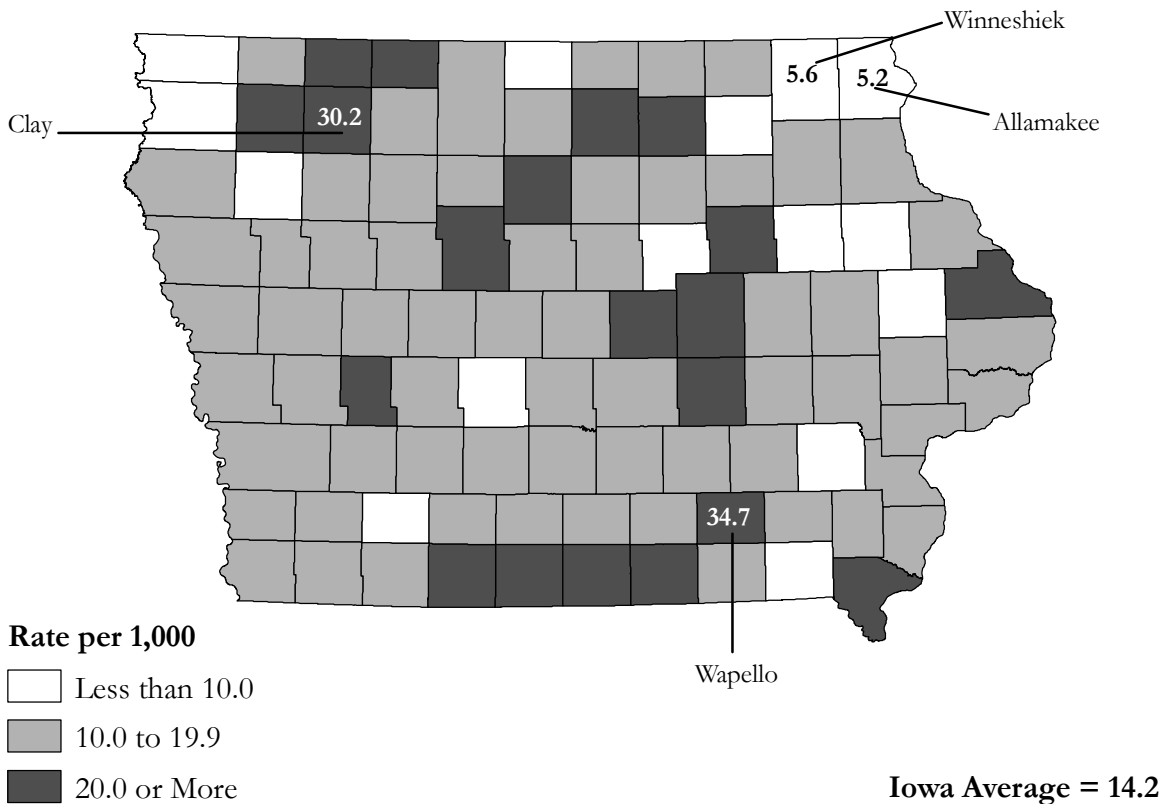 Winneshiek
5.6
5.2
30.2
Clay
Allamakee
34.7
Wapello
Rate per 1,000
Less than 10.0
10.0 to 19.9
20.0 or More
Iowa Average = 14.2